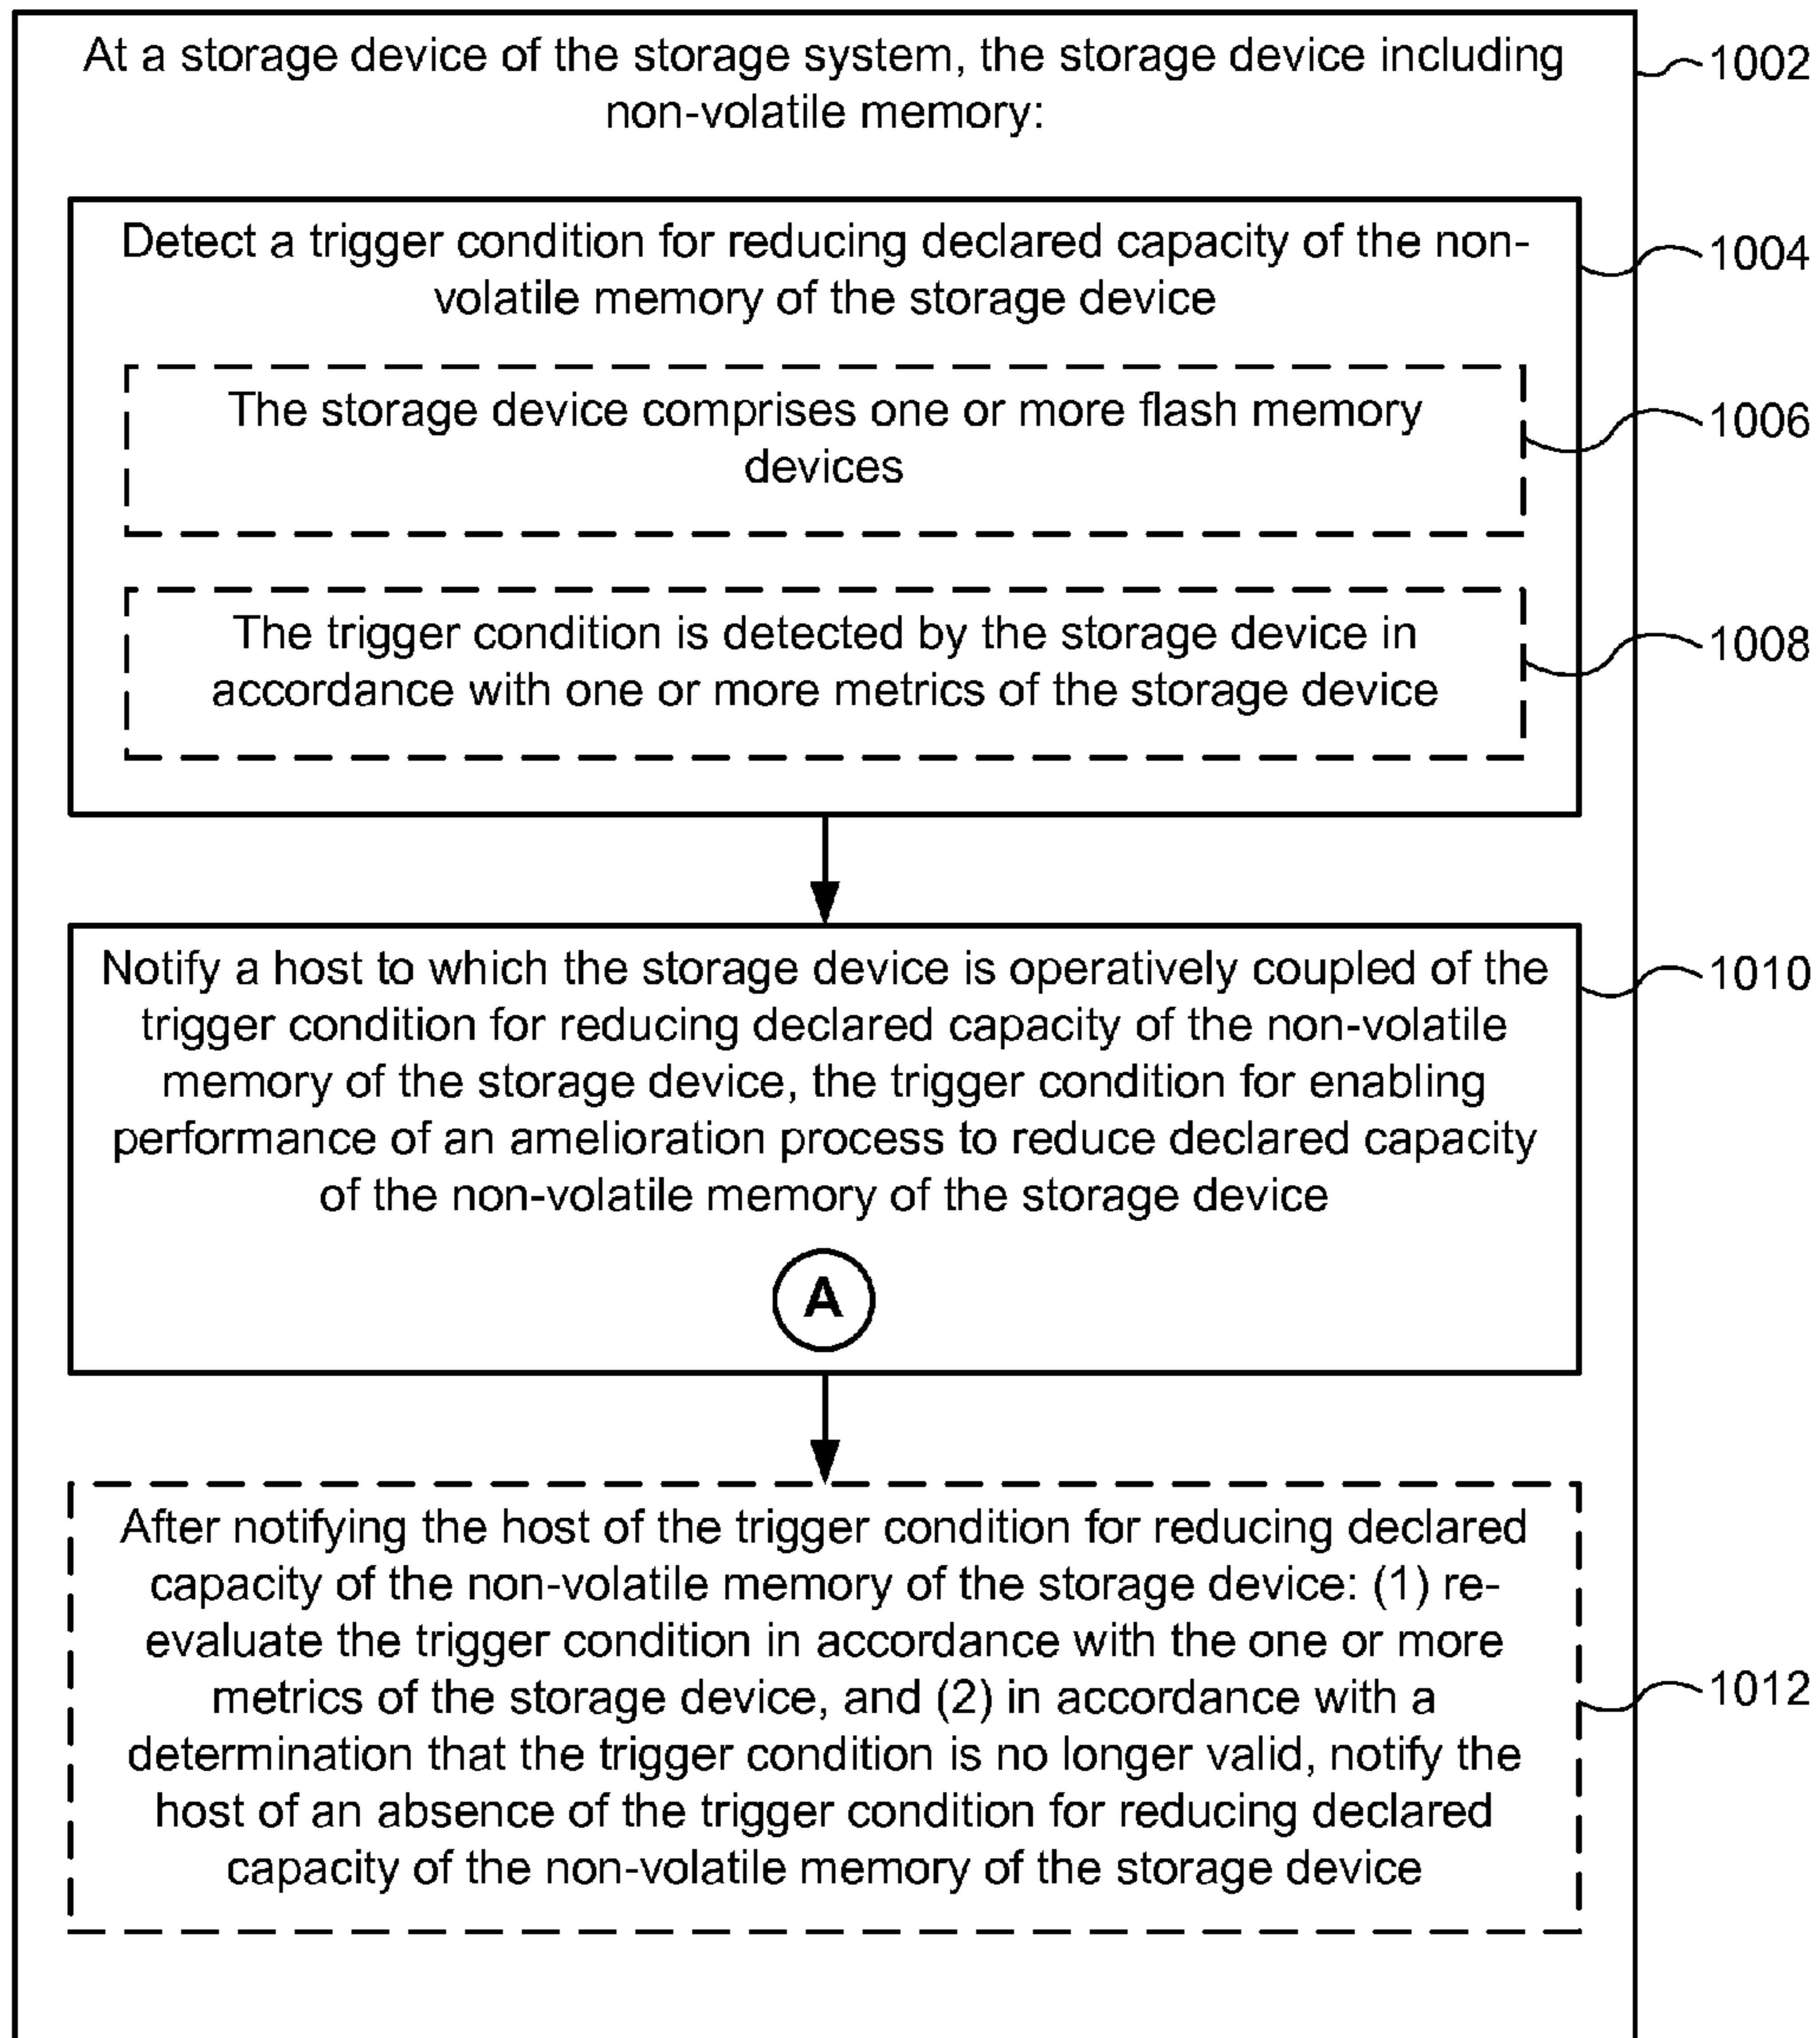 At a storage device of the storage system, the storage device including
non-volatile memory:
1002
Detect a trigger condition for reducing declared capacity of the non-
volatile memory of the storage device
1004
The storage device comprises one or more flash memory
devices
1006
The trigger condition is detected by the storage device in
accordance with one or more metrics of the storage device
1008
Notify a host to which the storage device is operatively coupled of the
trigger condition for reducing declared capacity of the non-volatile
memory of the storage device, the trigger condition for enabling
performance of an amelioration process to reduce declared capacity
of the non-volatile memory of the storage device
1010
A
After notifying the host of the trigger condition for reducing declared
capacity of the non-volatile memory of the storage device: (1) re-
evaluate the trigger condition in accordance with the one or more
metrics of the storage device, and (2) in accordance with a
determination that the trigger condition is no longer valid, notify the
host of an absence of the trigger condition for reducing declared
capacity of the non-volatile memory of the storage device
1012